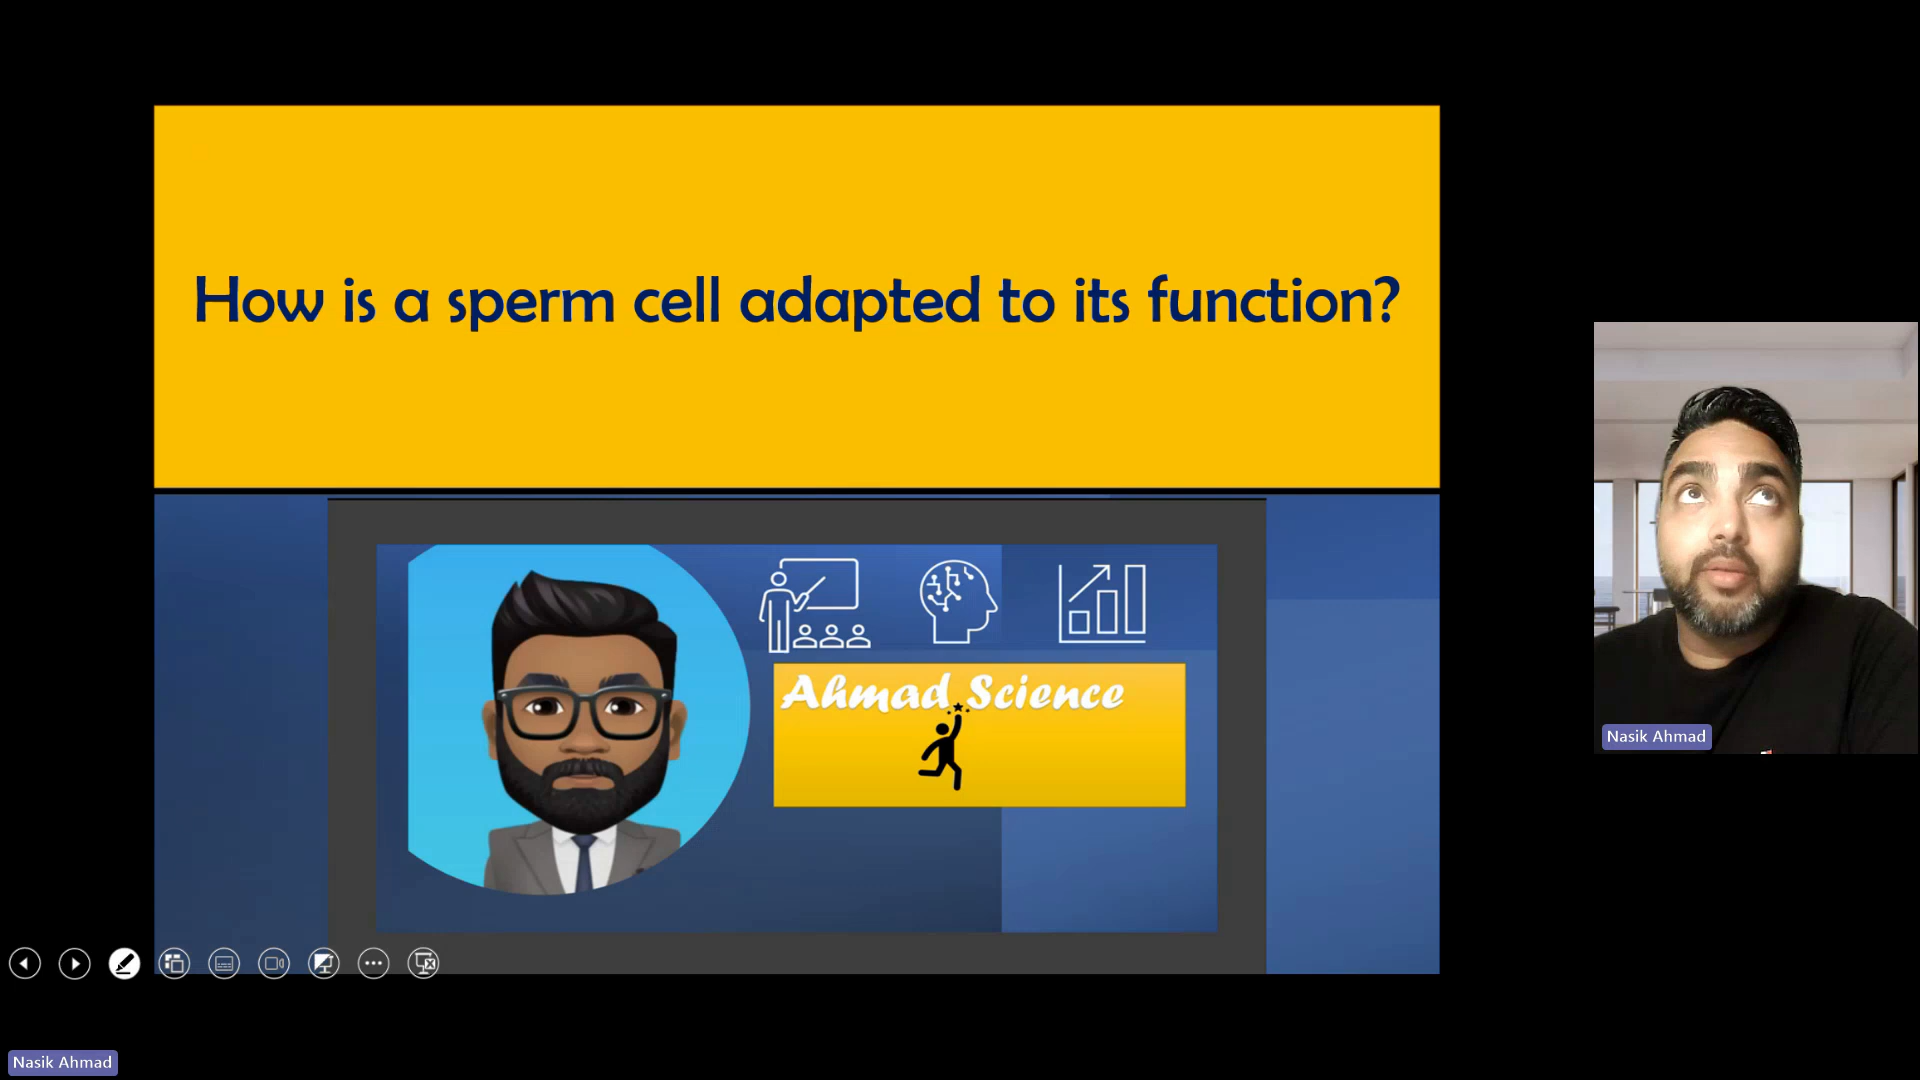 How is a sperm cell adapted to its function?
Ahmad Science
Nasik Ahmad
Nasik Ahmad